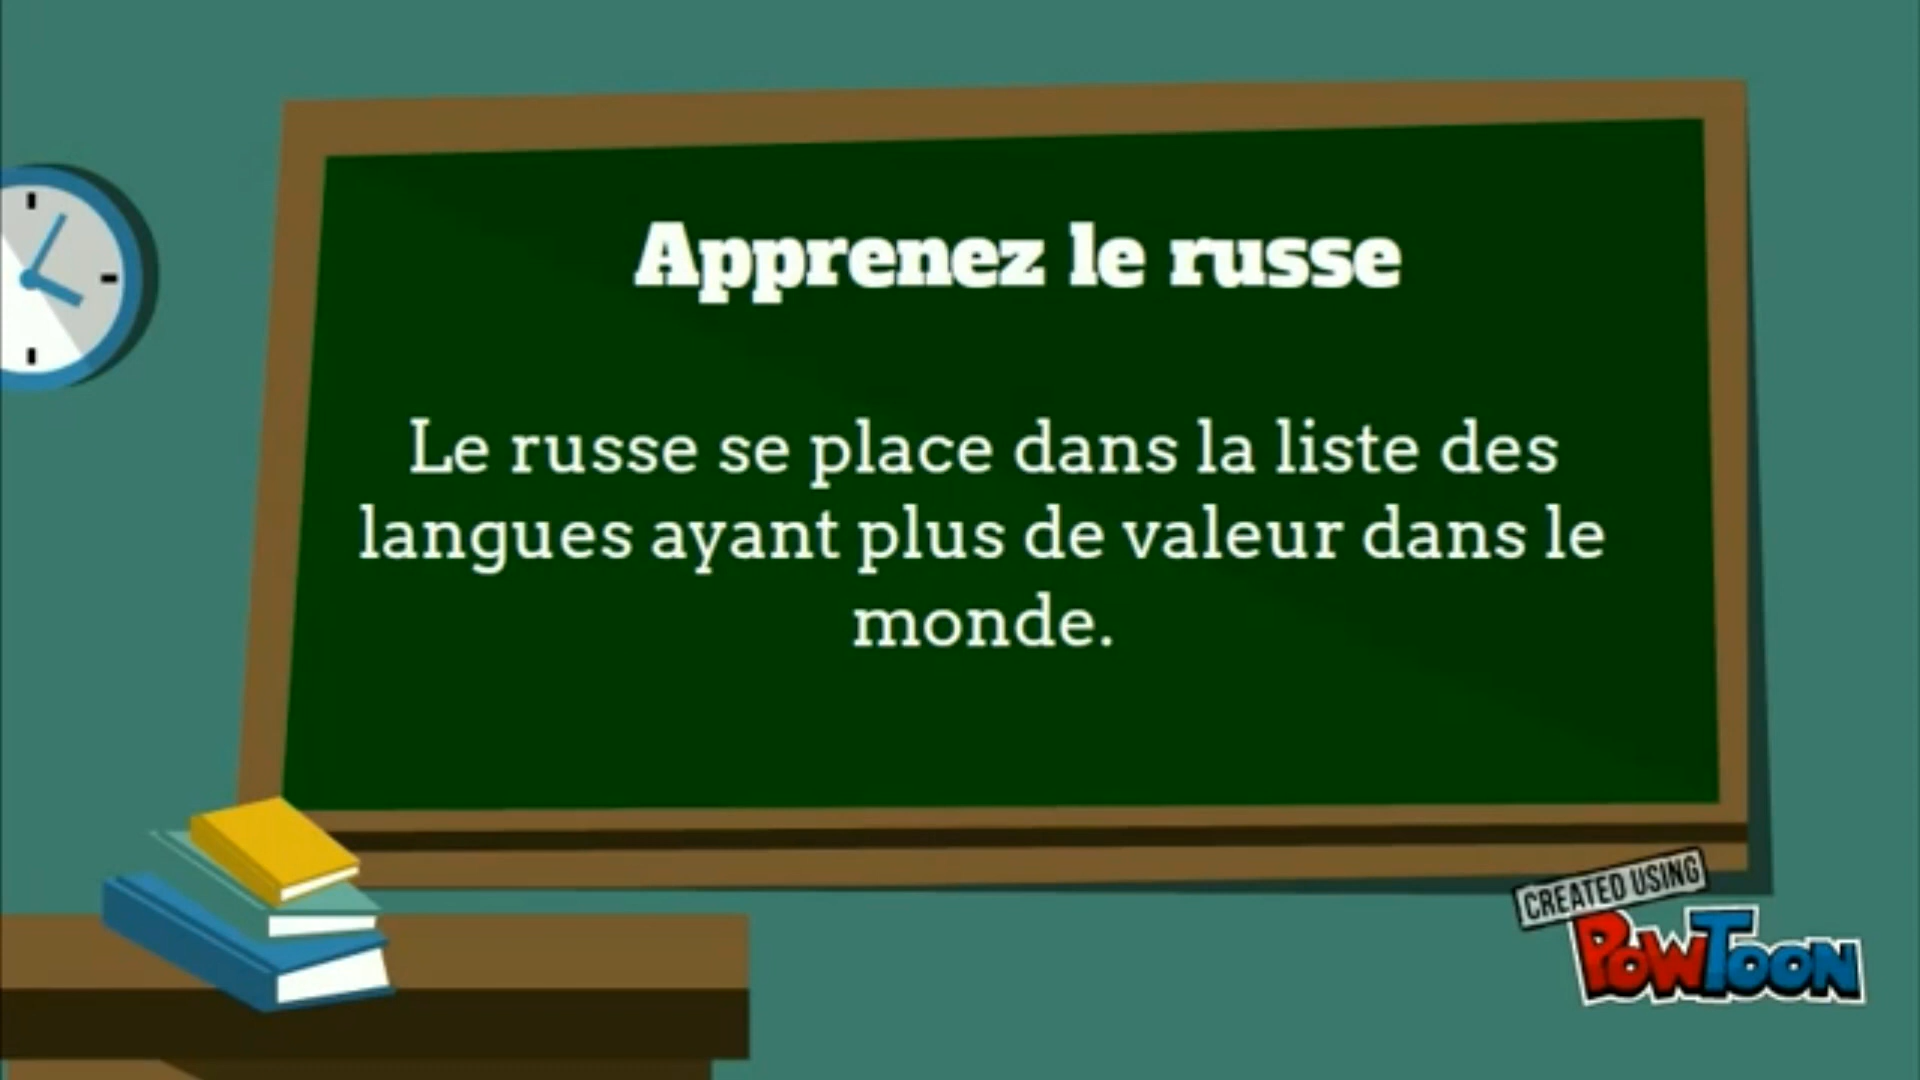 Apprenez le russe
Le russe se place dans la liste des
langues ayant plus de valeur dans le
monde.
CREATED USING
POWTOON